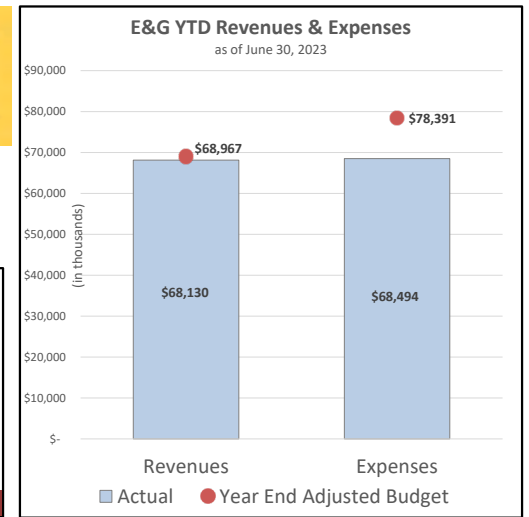 E&G YTD Revenues & Expenses
as of June 30, 2023
$90,000
$80,000
$70,000
$60,000
$50,000
$40,000
$30,000
$20,000
$10,000
$-
(in thousands)
$68,967
$78,391
$68,130
$68,494
Revenues
Expenses
Actual
Year End Adjusted Budget